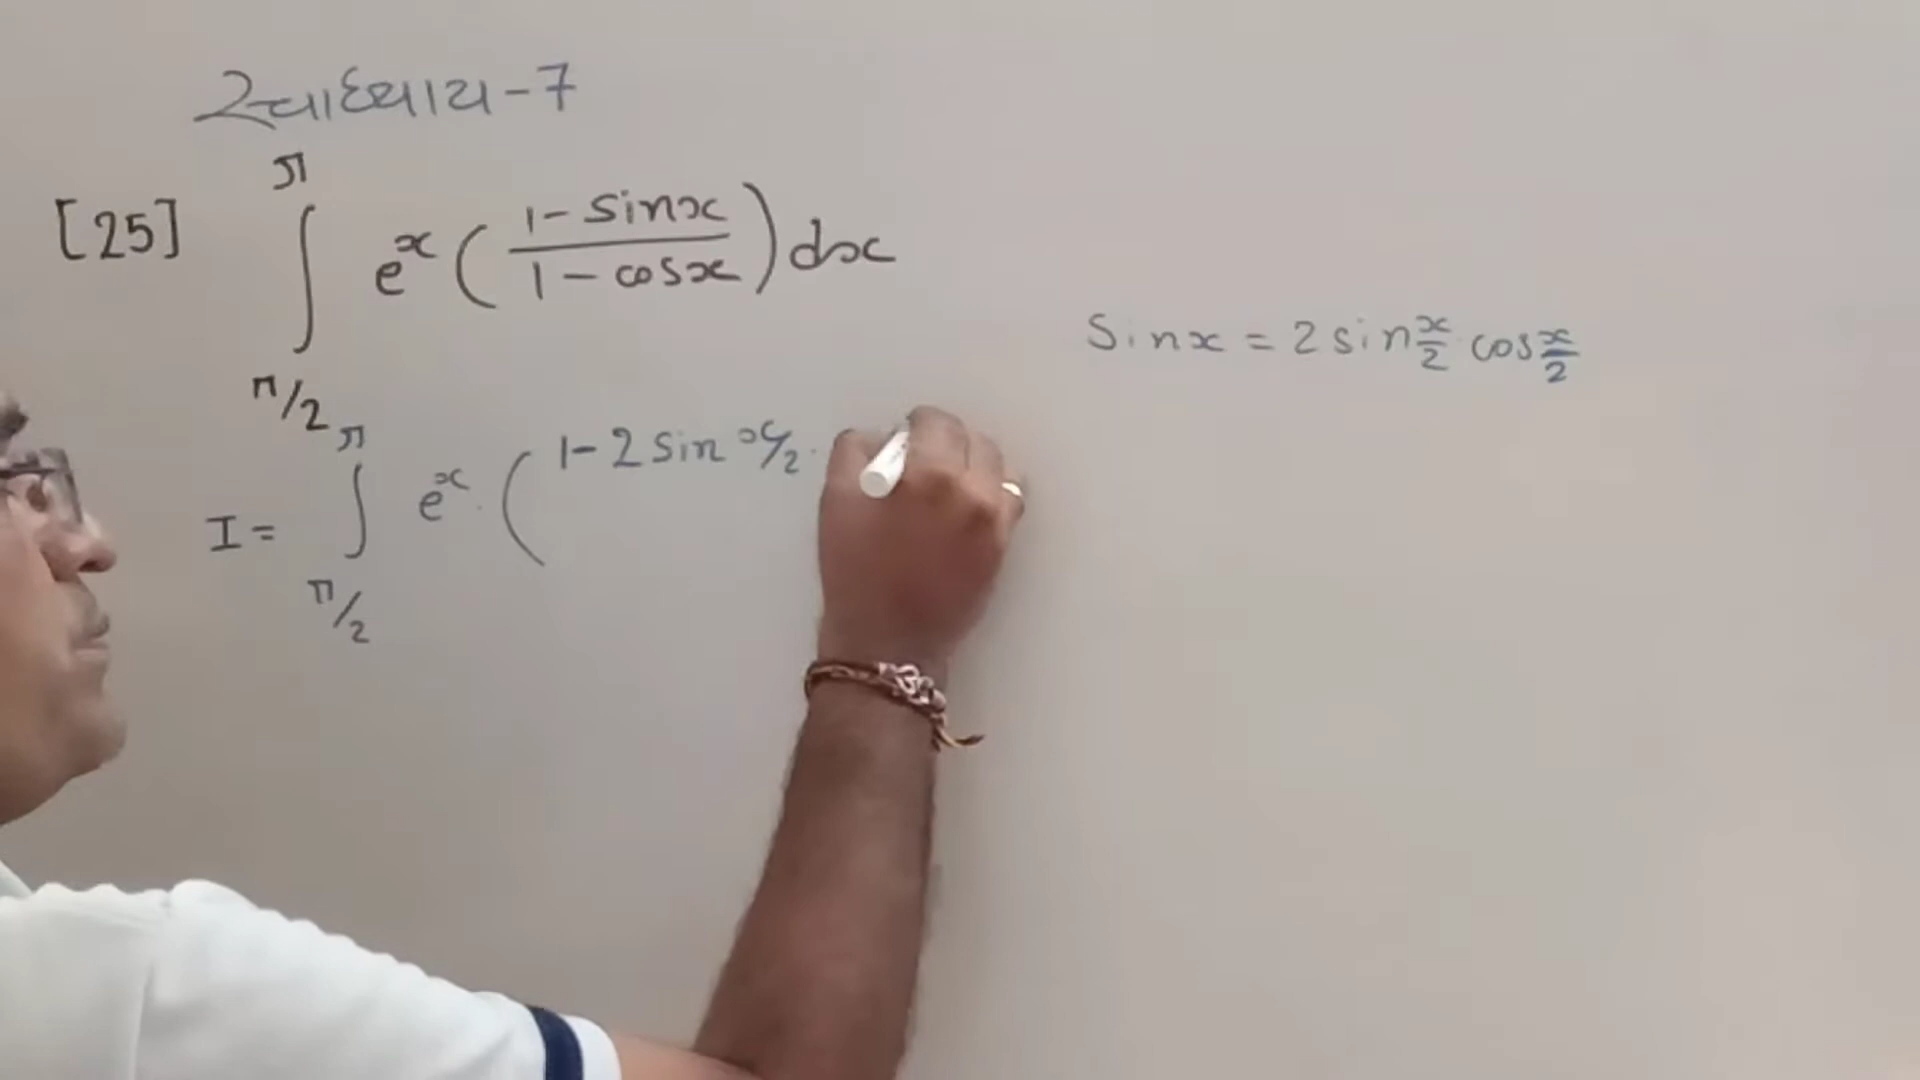 સ્વાધ્યાય-7
[25] ∫_{π/2}^{π} e^x (1 - sinx / 1 - cosx) dx
Sinx = 2 sin x/2 · cos x/2
I = ∫_{π/2}^{π} e^x · ( 1 - 2 sin x/2 ·